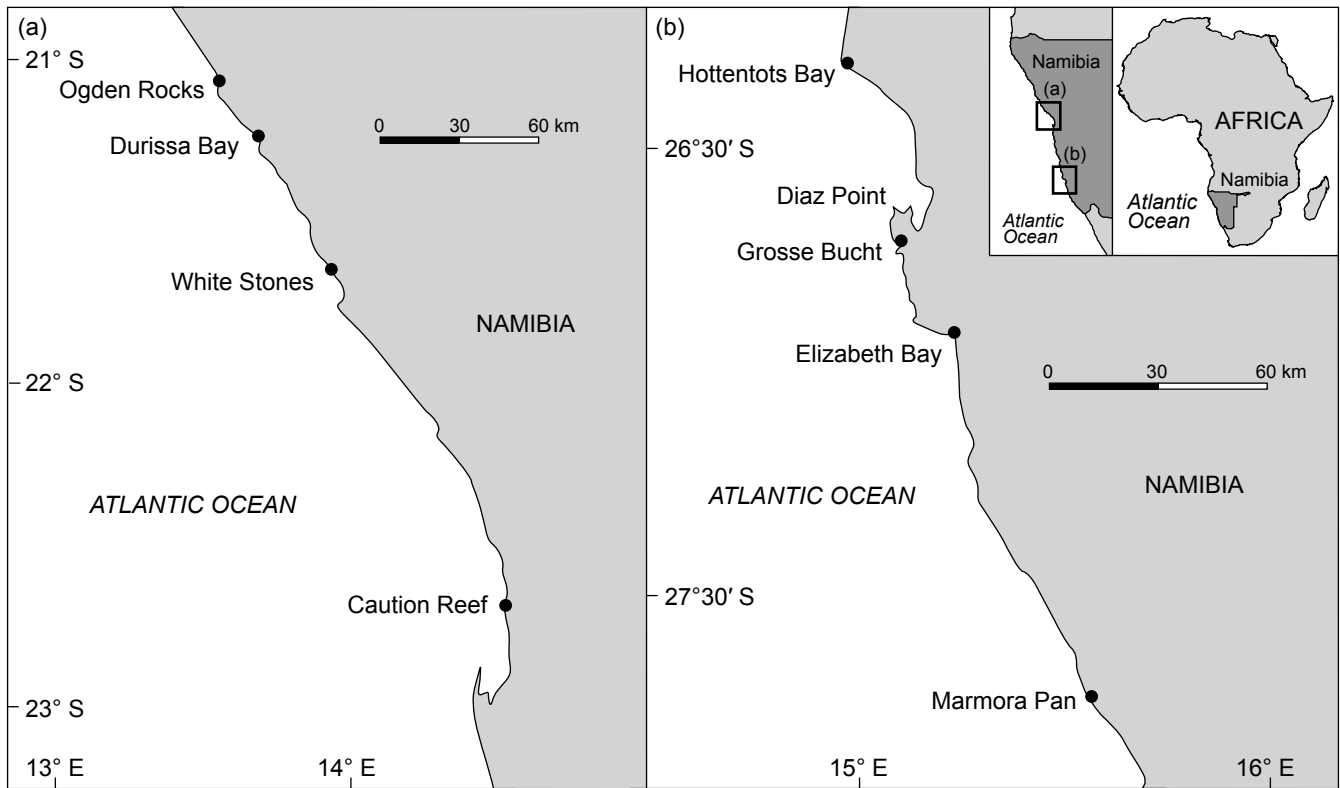 (a)
21° S
Ogden Rocks
Durissa Bay
0 30 60 km
White Stones
NAMIBIA
22° S
ATLANTIC OCEAN
Caution Reef
23° S
13° E 14° E
(b)
Hottentots Bay
26°30′ S
Diaz Point
Grosse Bucht
Elizabeth Bay
0 30 60 km
ATLANTIC OCEAN
NAMIBIA
27°30′ S
Marmora Pan
15° E 16° E
Namibia
(a)
(b)
Atlantic
Ocean
AFRICA
Namibia
Atlantic
Ocean